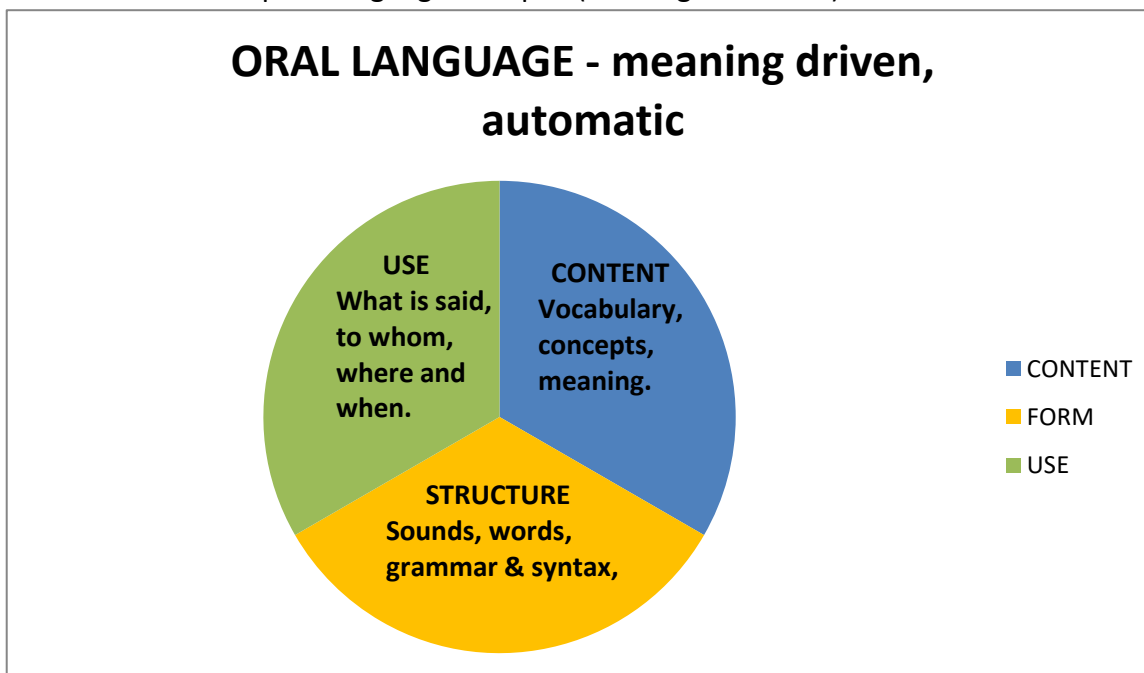 ORAL LANGUAGE - meaning driven,
automatic
USE
What is said,
to whom,
where and
when.
CONTENT
Vocabulary,
concepts,
meaning.
STRUCTURE
Sounds, words,
grammar & syntax,
CONTENT
FORM
USE